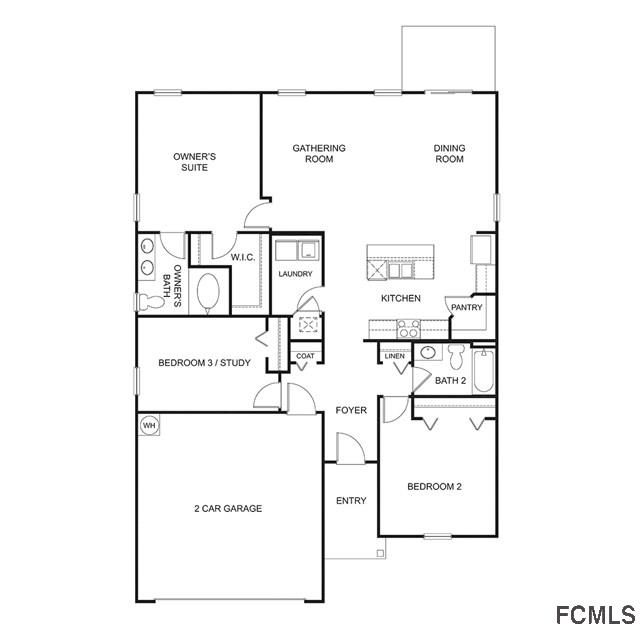 GATHERING
ROOM
DINING
ROOM
OWNER'S
SUITE
W.I.C.
LAUNDRY
OWNER'S
BATH
KITCHEN
PANTRY
BEDROOM 3 / STUDY
COAT
LINEN
BATH 2
FOYER
WH
BEDROOM 2
ENTRY
2 CAR GARAGE
FCMLS